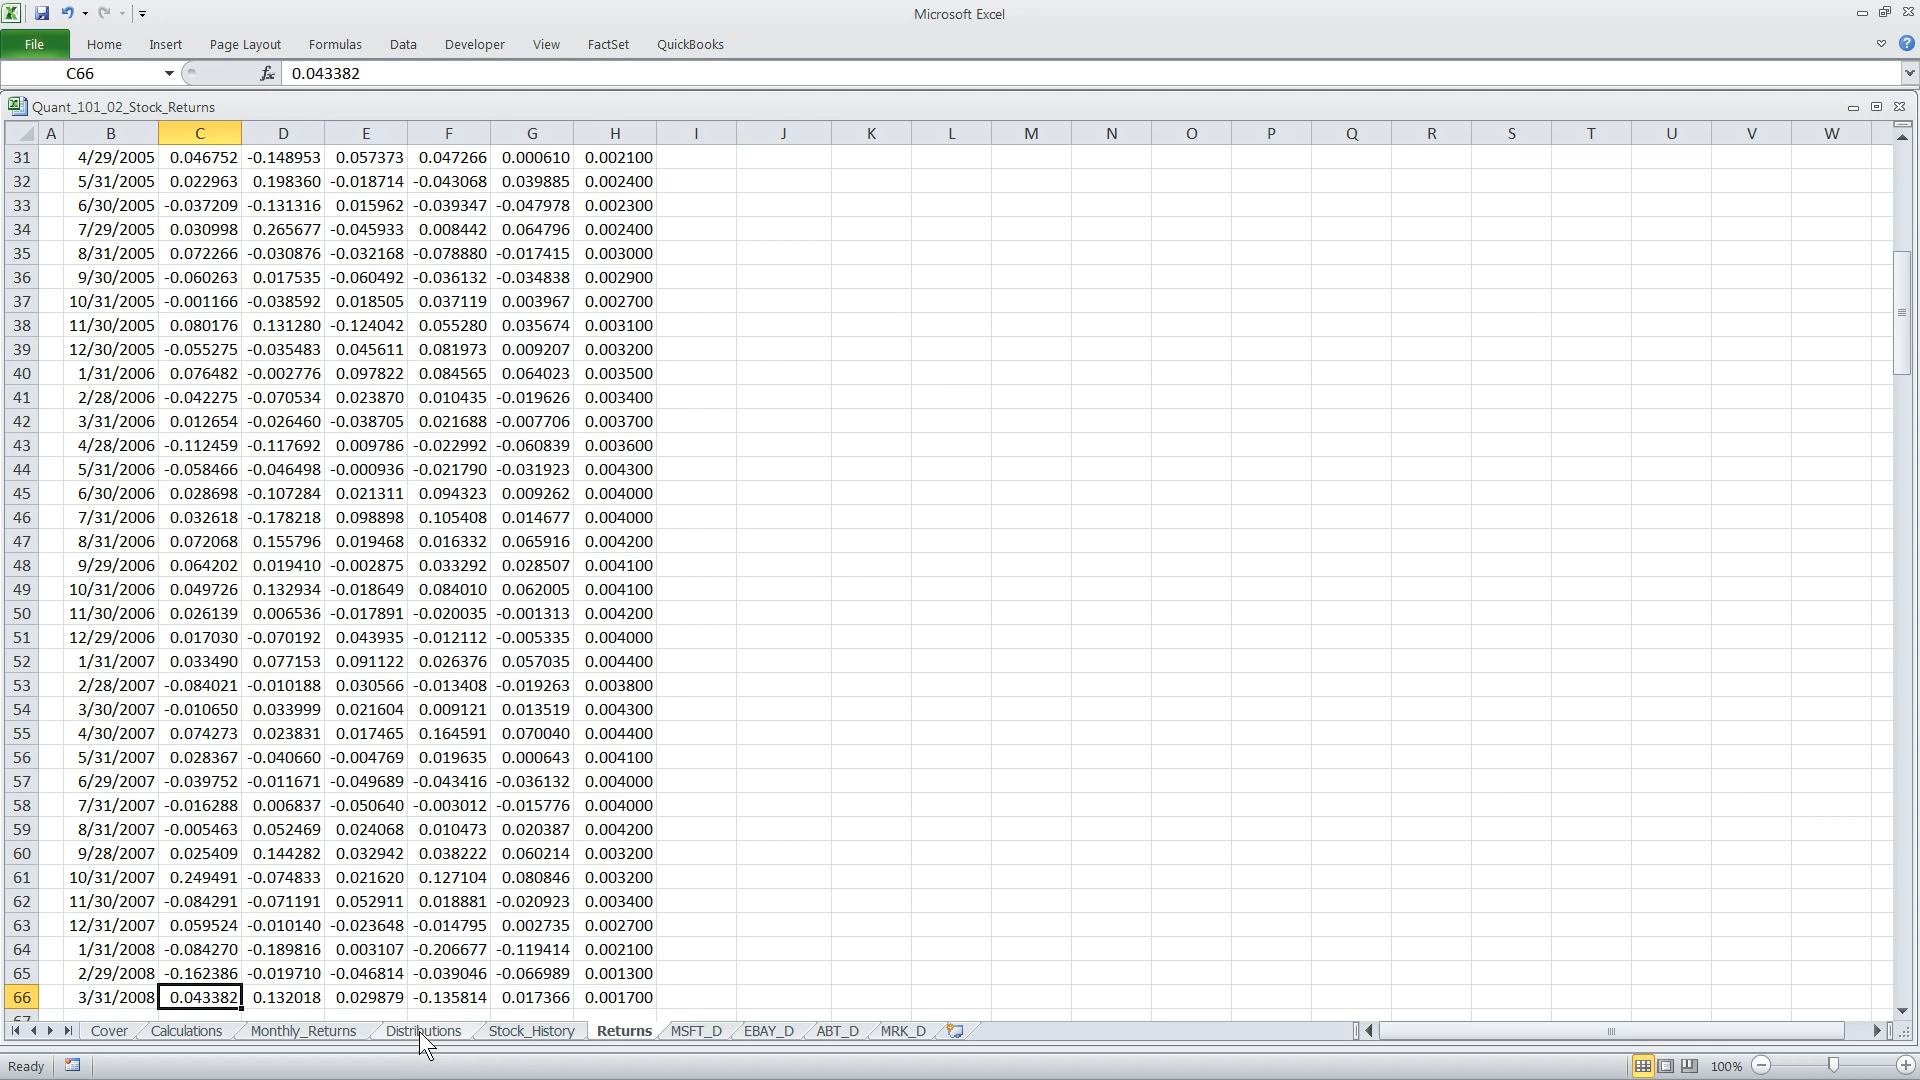 Microsoft Excel
File Home Insert Page Layout Formulas Data Developer View FactSet QuickBooks
C66 fx 0.043382
Quant_101_02_Stock_Returns
A B C D E F G H I J K L M N O P Q R S T U V W
31 4/29/2005 0.046752 -0.148953 0.057373 0.047266 0.000610 0.002100
32 5/31/2005 0.022963 0.198360 -0.018714 -0.043068 0.039885 0.002400
33 6/30/2005 -0.037209 -0.131316 0.015962 -0.039347 -0.047978 0.002300
34 7/29/2005 0.030998 0.265677 -0.045933 0.008442 0.064796 0.002400
35 8/31/2005 0.072266 -0.030876 -0.032168 -0.078880 -0.017415 0.003000
36 9/30/2005 -0.060263 0.017535 -0.060492 -0.036132 -0.034838 0.002900
37 10/31/2005 -0.001166 -0.038592 0.018505 0.037119 0.003967 0.002700
38 11/30/2005 0.080176 0.131280 -0.124042 0.055280 0.035674 0.003100
39 12/30/2005 -0.055275 -0.035483 0.045611 0.081973 0.009207 0.003200
40 1/31/2006 0.076482 -0.002776 0.097822 0.084565 0.064023 0.003500
41 2/28/2006 -0.042275 -0.070534 0.023870 0.010435 -0.019626 0.003400
42 3/31/2006 0.012654 -0.026460 -0.038705 0.021688 -0.007706 0.003700
43 4/28/2006 -0.112459 -0.117692 0.009786 -0.022992 -0.060839 0.003600
44 5/31/2006 -0.058466 -0.046498 -0.000936 -0.021790 -0.031923 0.004300
45 6/30/2006 0.028698 -0.107284 0.021311 0.094323 0.009262 0.004000
46 7/31/2006 0.032618 -0.178218 0.098898 0.105408 0.014677 0.004000
47 8/31/2006 0.072068 0.155796 0.019468 0.016332 0.065916 0.004200
48 9/29/2006 0.064202 0.019410 -0.002875 0.033292 0.028507 0.004100
49 10/31/2006 0.049726 0.132934 -0.018649 0.084010 0.062005 0.004100
50 11/30/2006 0.026139 0.006536 -0.017891 -0.020035 -0.001313 0.004200
51 12/29/2006 0.017030 -0.070192 0.043935 -0.012112 -0.005335 0.004000
52 1/31/2007 0.033490 0.077153 0.091122 0.026376 0.057035 0.004400
53 2/28/2007 -0.084021 -0.010188 0.030566 -0.013408 -0.019263 0.003800
54 3/30/2007 -0.010650 0.033999 0.021604 0.009121 0.013519 0.004300
55 4/30/2007 0.074273 0.023831 0.017465 0.164591 0.070040 0.004400
56 5/31/2007 0.028367 -0.040660 -0.004769 0.019635 0.000643 0.004100
57 6/29/2007 -0.039752 -0.011671 -0.049689 -0.043416 -0.036132 0.004000
58 7/31/2007 -0.016288 0.006837 -0.050640 -0.003012 -0.015776 0.004000
59 8/31/2007 -0.005463 0.052469 0.024068 0.010473 0.020387 0.004200
60 9/28/2007 0.025409 0.144282 0.032942 0.038222 0.060214 0.003200
61 10/31/2007 0.249491 -0.074833 0.021620 0.127104 0.080846 0.003200
62 11/30/2007 -0.084291 -0.071191 0.052911 0.018881 -0.020923 0.003400
63 12/31/2007 0.059524 -0.010140 -0.023648 -0.014795 0.002735 0.002700
64 1/31/2008 -0.084270 -0.189816 0.003107 -0.206677 -0.119414 0.002100
65 2/29/2008 -0.162386 -0.019710 -0.046814 -0.039046 -0.066989 0.001300
66 3/31/2008 0.043382 0.132018 0.029879 -0.135814 0.017366 0.001700
67
Cover Calculations Monthly_Returns Distributions Stock_History Returns MSFT_D EBAY_D ABT_D MRK_D
Ready 100%